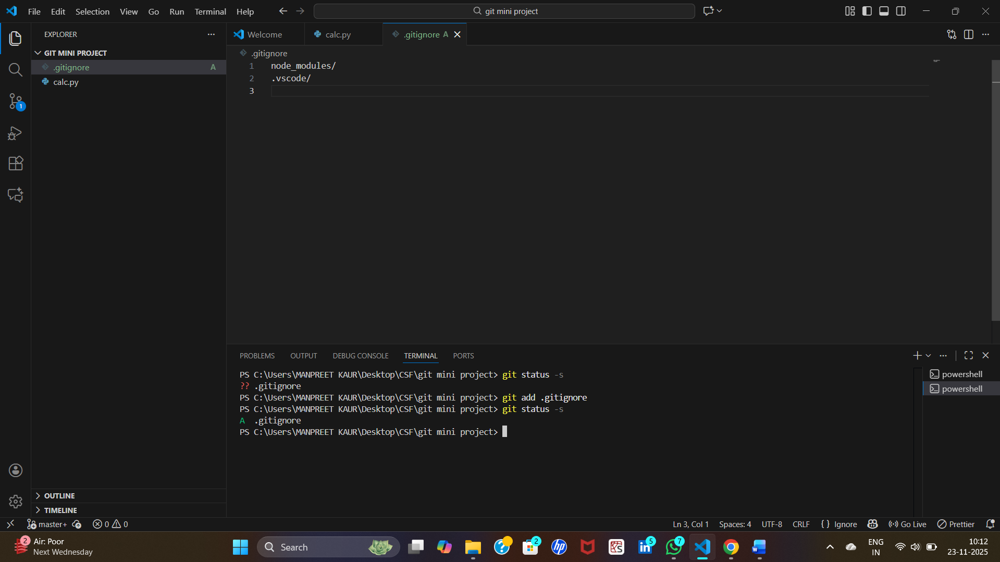 File Edit Selection View Go Run Terminal Help
git mini project
EXPLORER
GIT MINI PROJECT
.gitignore A
calc.py
1
OUTLINE
TIMELINE
Welcome
calc.py
.gitignore A
.gitignore
1 node_modules/
2 .vscode/
3
PROBLEMS OUTPUT DEBUG CONSOLE TERMINAL PORTS
PS C:\Users\MANPREET KAUR\Desktop\CSF\git mini project> git status -s
?? .gitignore
PS C:\Users\MANPREET KAUR\Desktop\CSF\git mini project> git add .gitignore
PS C:\Users\MANPREET KAUR\Desktop\CSF\git mini project> git status -s
A .gitignore
PS C:\Users\MANPREET KAUR\Desktop\CSF\git mini project>
powershell
powershell
master+ 0 0
Ln 3, Col 1 Spaces: 4 UTF-8 CRLF { } Ignore Go Live Prettier
2
Air: Poor
Next Wednesday
Search
2
hp
in 5
7
W
ENG
IN
10:12
23-11-2025